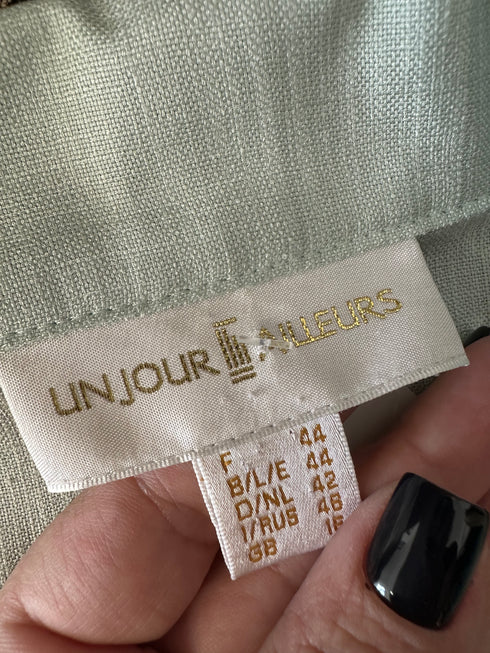 UN JOUR AILLEURS
F 44
B/L/E 44
D/NL 42
I/RUS 48
GB 16